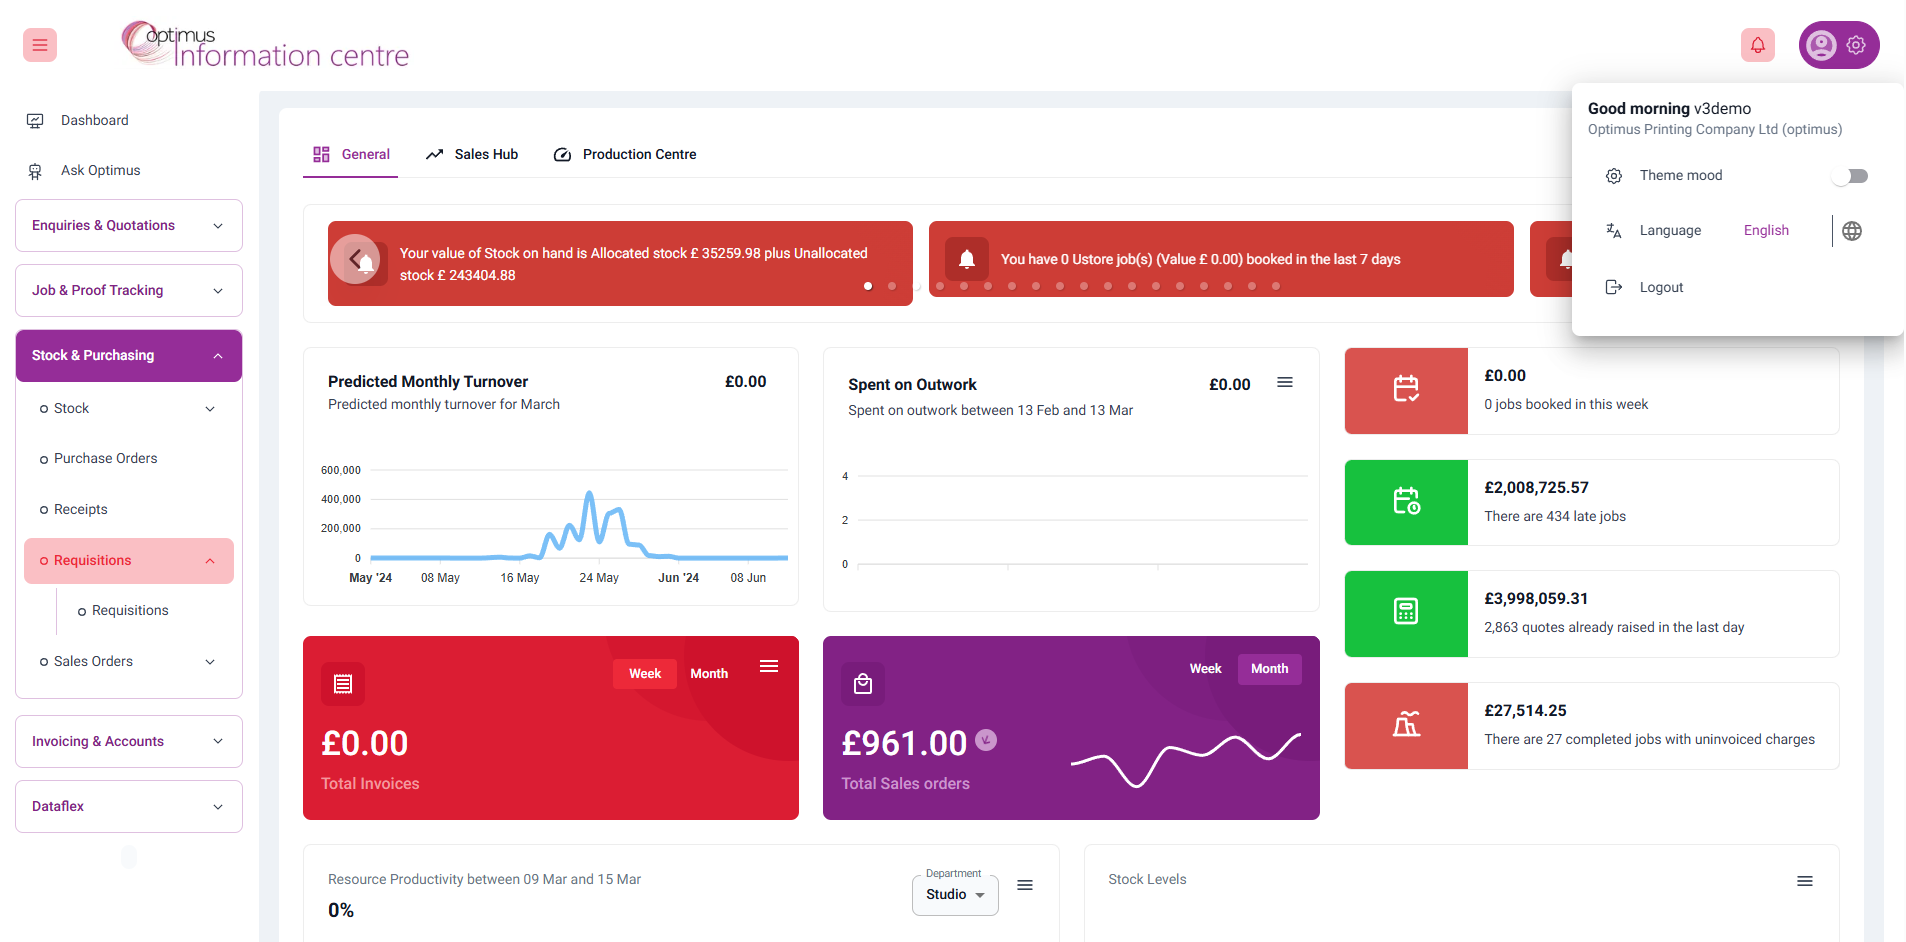 optimus
Information centre
Good morning v3demo
Optimus Printing Company Ltd (optimus)
Theme mood
Language English
Logout
Dashboard
Ask Optimus
Enquiries & Quotations
Job & Proof Tracking
Stock & Purchasing
Stock
Purchase Orders
Receipts
Requisitions
Requisitions
Sales Orders
Invoicing & Accounts
Dataflex
General Sales Hub Production Centre
Your value of Stock on hand is Allocated stock £ 35259.98 plus Unallocated
stock £ 243404.88
You have 0 Ustore job(s) (Value £ 0.00) booked in the last 7 days
Predicted Monthly Turnover £0.00
Predicted monthly turnover for March
600,000
400,000
200,000
0
May '24 08 May 16 May 24 May Jun '24 08 Jun
Spent on Outwork £0.00
Spent on outwork between 13 Feb and 13 Mar
4
2
0
£0.00
0 jobs booked in this week
£2,008,725.57
There are 434 late jobs
£3,998,059.31
2,863 quotes already raised in the last day
£27,514.25
There are 27 completed jobs with uninvoiced charges
Week Month
£0.00
Total Invoices
Week Month
£961.00
Total Sales orders
Resource Productivity between 09 Mar and 15 Mar
0%
Department
Studio
Stock Levels